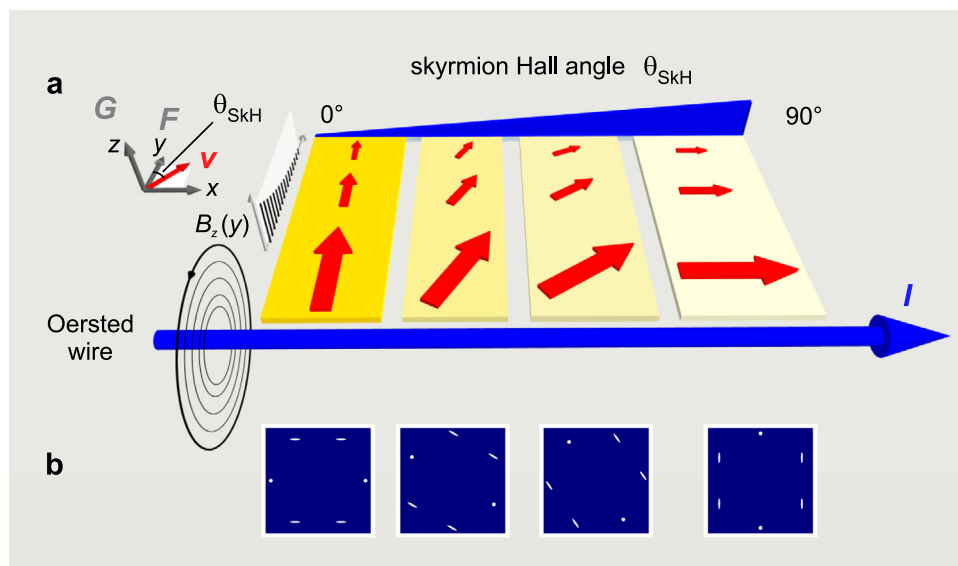 a
skyrmion Hall angle θSkH
0°
90°
G
F
θSkH
z
y
v
x
Bz(y)
Oersted
wire
I
b